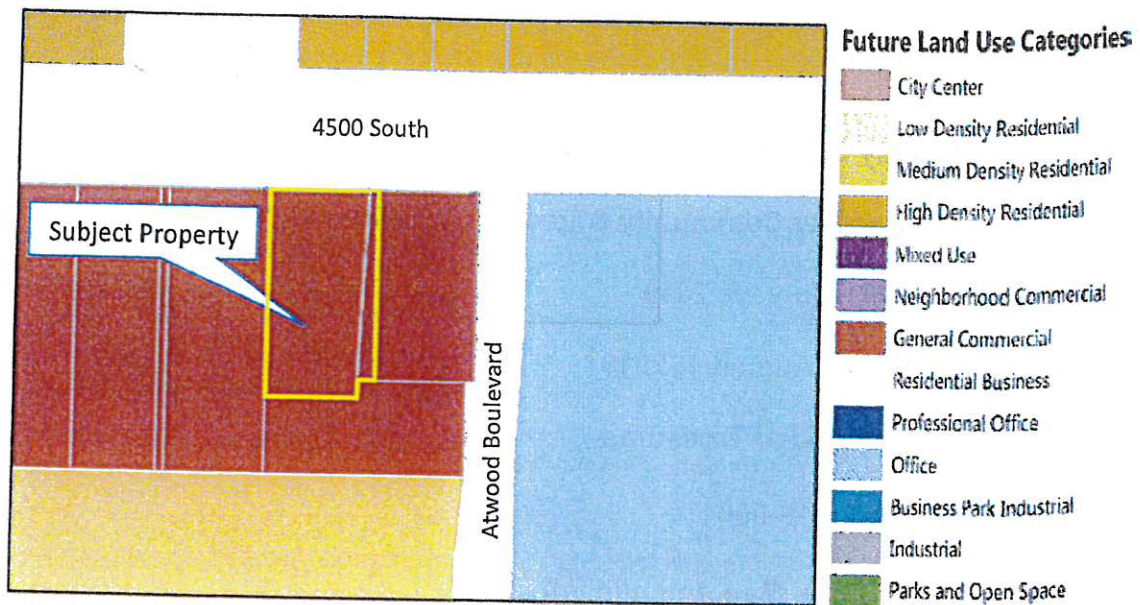 4500 South
Subject Property
Atwood Boulevard
Future Land Use Categories
City Center
Low Density Residential
Medium Density Residential
High Density Residential
Mixed Use
Neighborhood Commercial
General Commercial
Residential Business
Professional Office
Office
Business Park Industrial
Industrial
Parks and Open Space